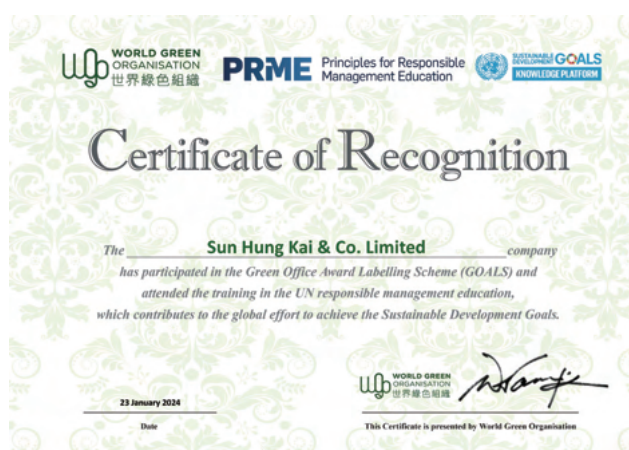 WORLD GREEN
ORGANISATION
世界綠色組織
PRME Principles for Responsible
Management Education
SUSTAINABLE
DEVELOPMENT GOALS
KNOWLEDGE PLATFORM
Certificate of Recognition
The Sun Hung Kai & Co. Limited company
has participated in the Green Office Award Labelling Scheme (GOALS) and
attended the training in the UN responsible management education,
which contributes to the global effort to achieve the Sustainable Development Goals.
WORLD GREEN
ORGANISATION
世界綠色組織
23 January 2024
Date
This Certificate is presented by World Green Organisation